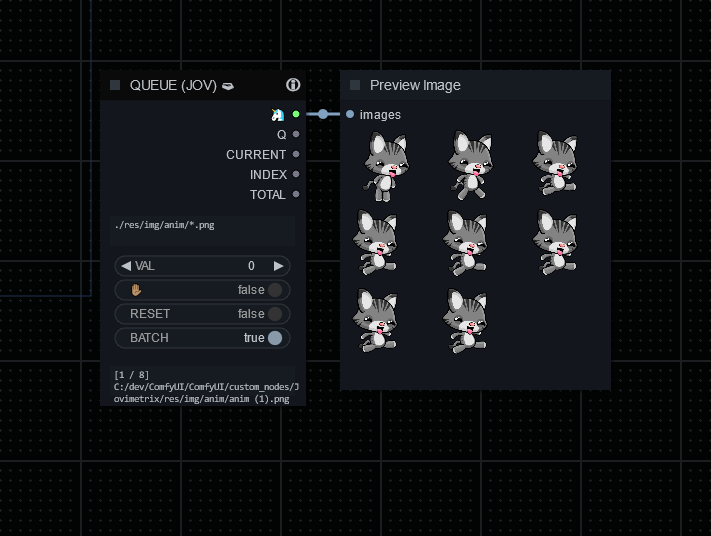 QUEUE (JOV)
Q
CURRENT
INDEX
TOTAL
./res/img/anim/*.png
VAL 0
false
RESET false
BATCH true
[1 / 8]
C:/dev/ComfyUI/ComfyUI/custom_nodes/J
ovimetrix/res/img/anim/anim (1).png
Preview Image
images